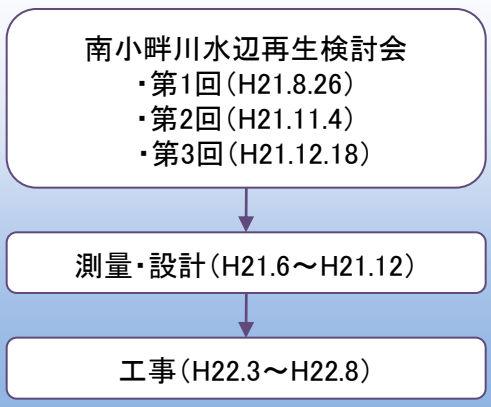 南小畔川水辺再生検討会
・第1回（H21.8.26）
・第2回（H21.11.4）
・第3回（H21.12.18）
測量・設計（H21.6～H21.12）
工事（H22.3～H22.8）